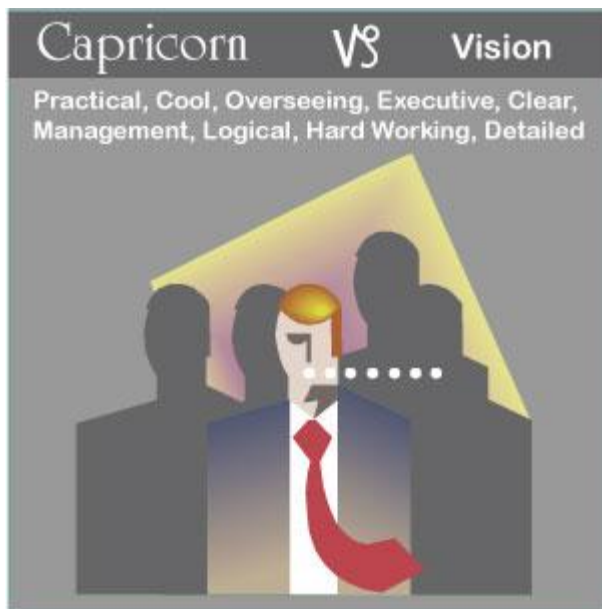 Capricorn ♑ Vision
Practical, Cool, Overseeing, Executive, Clear,
Management, Logical, Hard Working, Detailed